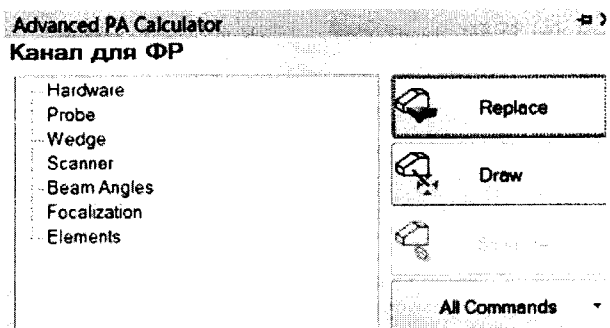 Advanced PA Calculator
Канал для ФР
Hardware
Probe
Wedge
Scanner
Beam Angles
Focalization
Elements
Replace
Draw
All Commands